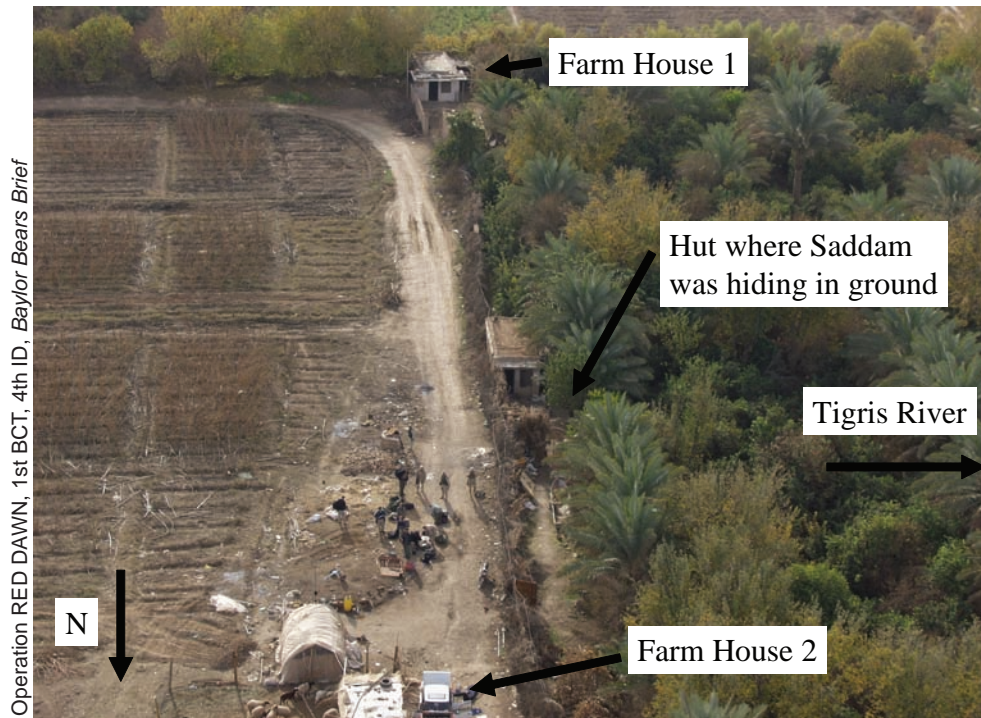 Farm House 1
Hut where Saddam
was hiding in ground
Tigris River
N
Farm House 2
Operation RED DAWN, 1st BCT, 4th ID, Baylor Bears Brief